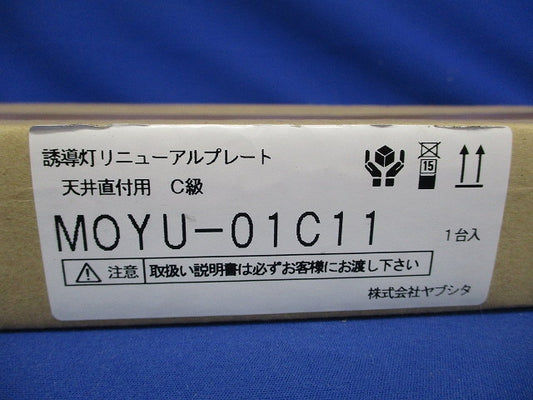 誘導灯リニューアルプレート
天井直付用 C級
15
MOYU-01C11
1台入
注意 取扱い説明書は必ずお客様にお渡し下さい
株式会社ヤブシタ